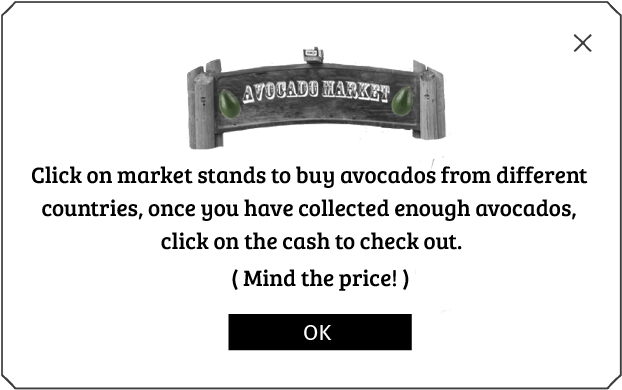 AVOCADO MARKET
Click on market stands to buy avocados from different
countries, once you have collected enough avocados,
click on the cash to check out.
( Mind the price! )
OK